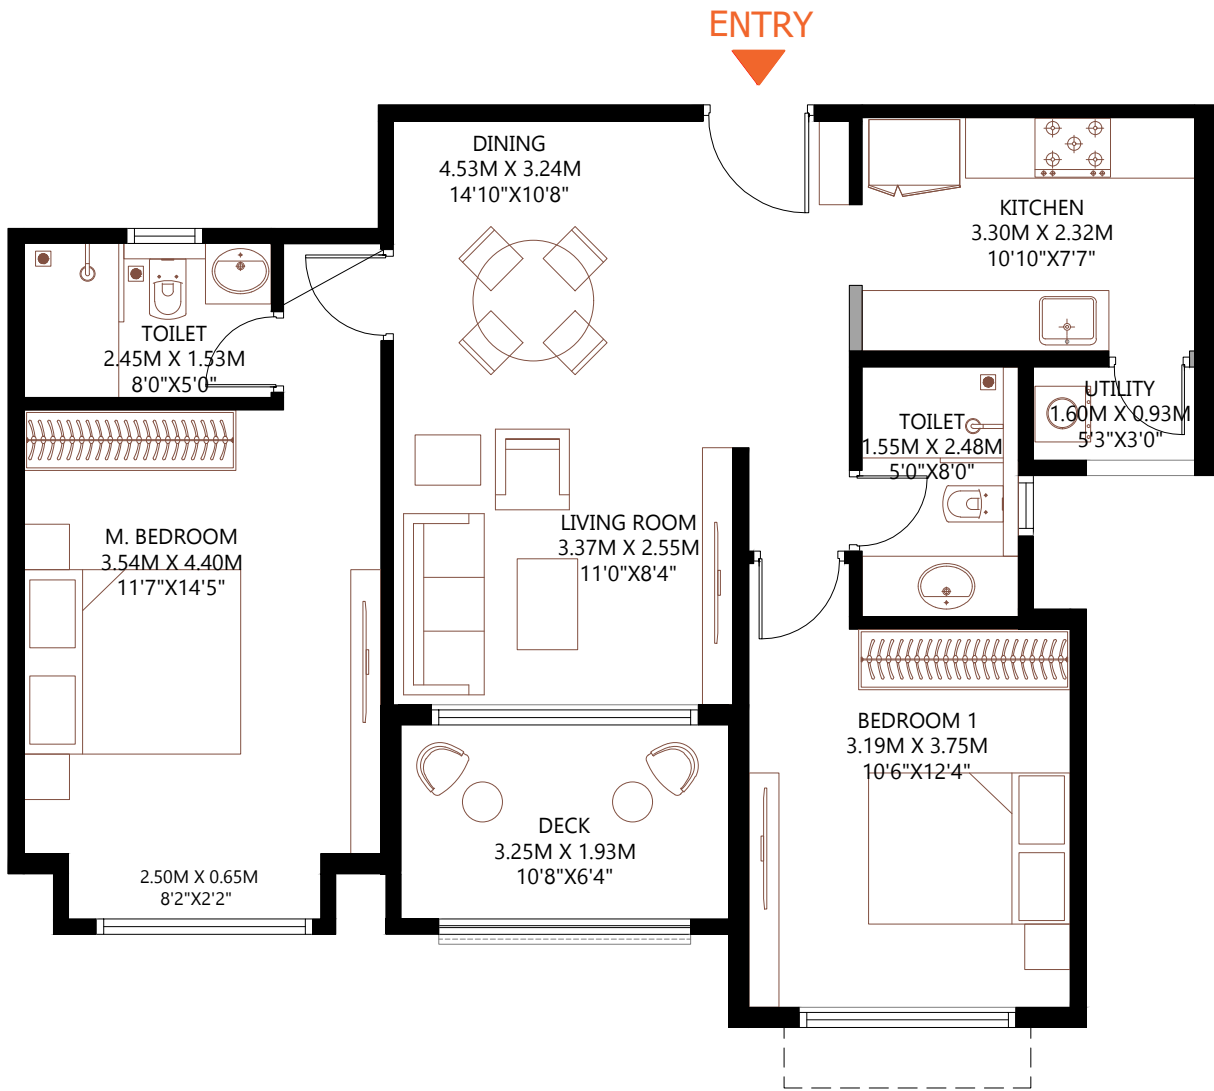 ENTRY
DINING
4.53M X 3.24M
14'10"X10'8"
KITCHEN
3.30M X 2.32M
10'10"X7'7"
TOILET
2.45M X 1.53M
8'0"X5'0"
UTILITY
1.60M X 0.93M
5'3"X3'0"
TOILET
1.55M X 2.48M
5'0"X8'0"
M. BEDROOM
3.54M X 4.40M
11'7"X14'5"
LIVING ROOM
3.37M X 2.55M
11'0"X8'4"
BEDROOM 1
3.19M X 3.75M
10'6"X12'4"
DECK
3.25M X 1.93M
10'8"X6'4"
2.50M X 0.65M
8'2"X2'2"